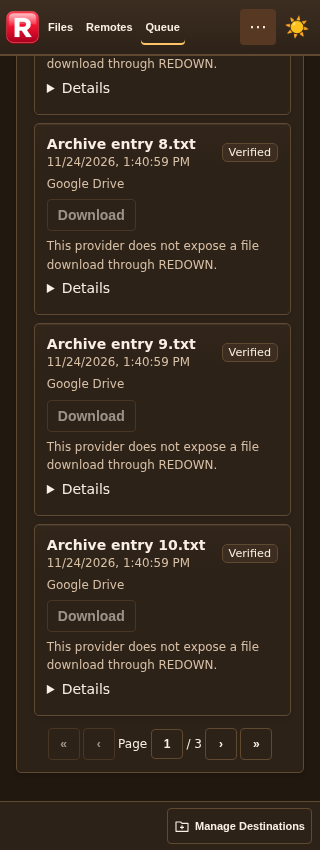 R Files Remotes Queue ⋯
download through REDOWN.
▶ Details
Archive entry 8.txt
Verified
11/24/2026, 1:40:59 PM
Google Drive
Download
This provider does not expose a file
download through REDOWN.
▶ Details
Archive entry 9.txt
Verified
11/24/2026, 1:40:59 PM
Google Drive
Download
This provider does not expose a file
download through REDOWN.
▶ Details
Archive entry 10.txt
Verified
11/24/2026, 1:40:59 PM
Google Drive
Download
This provider does not expose a file
download through REDOWN.
▶ Details
« ‹ Page 1 / 3 › »
Manage Destinations